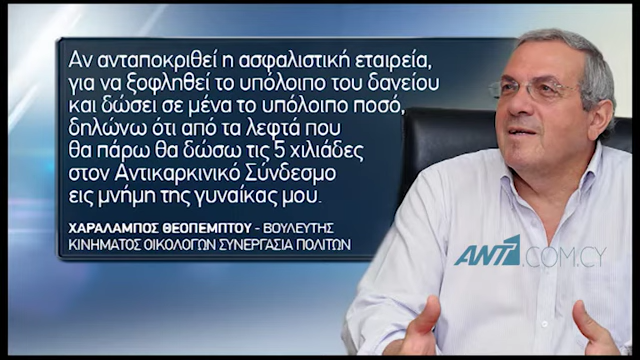 Αν ανταποκριθεί η ασφαλιστική εταιρεία,
για να ξοφληθεί το υπόλοιπο του δανείου
και δώσει σε μένα το υπόλοιπο ποσό,
δηλώνω ότι από τα λεφτά που
θα πάρω θα δώσω τις 5 χιλιάδες
στον Αντικαρκινικό Σύνδεσμο
εις μνήμη της γυναίκας μου.
ΧΑΡΑΛΑΜΠΟΣ ΘΕΟΠΕΜΠΤΟΥ - ΒΟΥΛΕΥΤΗΣ
ΚΙΝΗΜΑΤΟΣ ΟΙΚΟΛΟΓΩΝ ΣΥΝΕΡΓΑΣΙΑ ΠΟΛΙΤΩΝ
ANT1.COM.CY